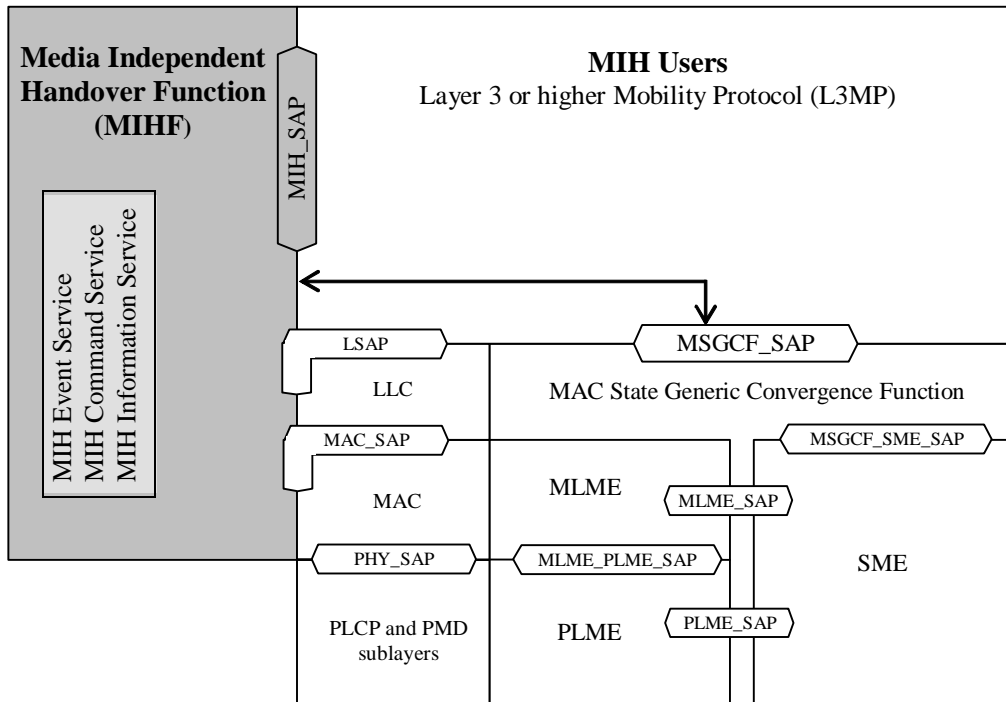 Media Independent
Handover Function
(MIHF)
MIH_SAP
MIH Users
Layer 3 or higher Mobility Protocol (L3MP)
MIH Event Service
MIH Command Service
MIH Information Service
LSAP
MSGCF_SAP
LLC
MAC State Generic Convergence Function
MAC_SAP
MSGCF_SME_SAP
MAC
MLME
MLME_SAP
PHY_SAP
MLME_PLME_SAP
SME
PLCP and PMD
sublayers
PLME
PLME_SAP